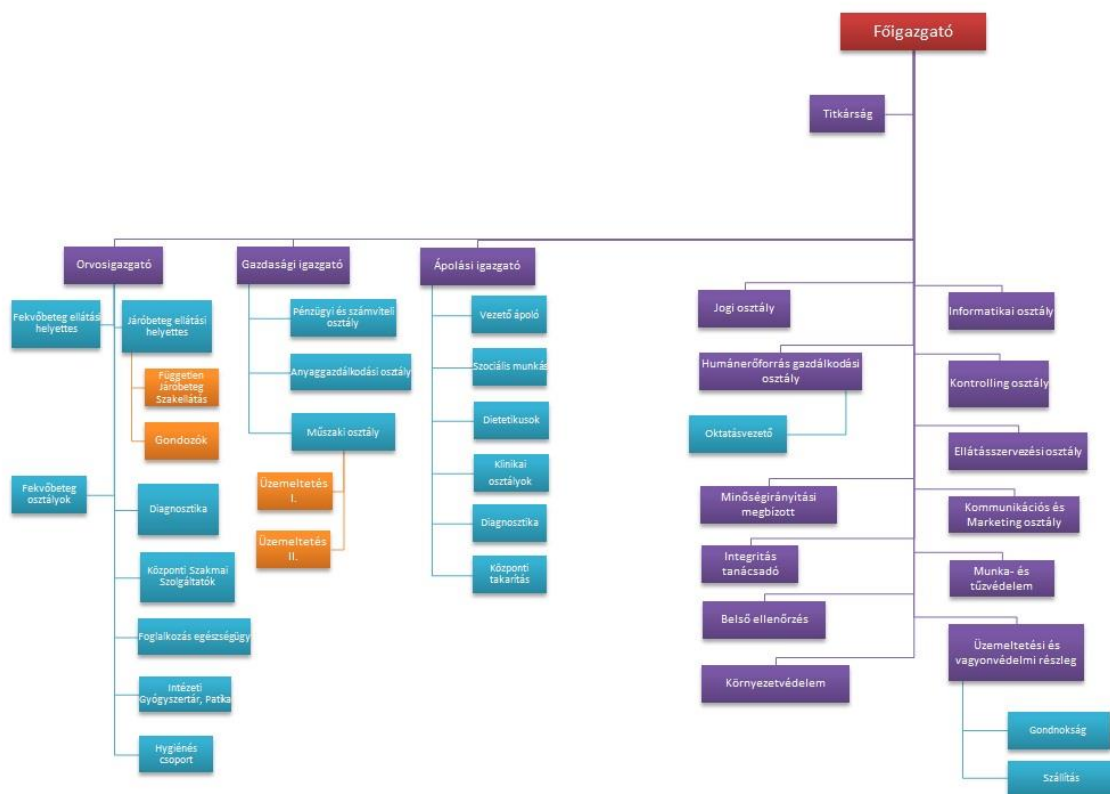 Főigazgató
Titkárság
Orvosigazgató
Gazdasági igazgató
Ápolási igazgató
Fekvőbeteg ellátási
helyettes
Járóbeteg ellátási
helyettes
Független
Járóbeteg
Szakellátás
Gondozók
Fekvőbeteg
osztályok
Diagnosztika
Központi Szakmai
Szolgáltatók
Foglalkozás egészségügy
Intézeti
Gyógyszertár, Patika
Hygiénés
csoport
Pénzügyi és számviteli
osztály
Anyaggazdálkodási osztály
Műszaki osztály
Üzemeltetés
I.
Üzemeltetés
II.
Vezető ápoló
Szociális munkás
Dietetikusok
Klinikai
osztályok
Diagnosztika
Központi
takarítás
Jogi osztály
Humánerőforrás gazdálkodási
osztály
Oktatásvezető
Minőségirányítási
megbízott
Integritás
tanácsadó
Belső ellenőrzés
Környezetvédelem
Informatikai osztály
Kontrolling osztály
Ellátásszervezési osztály
Kommunikációs és
Marketing osztály
Munka- és
tűzvédelem
Üzemeltetési és
vagyonvédelmi részleg
Gondnokság
Szállítás